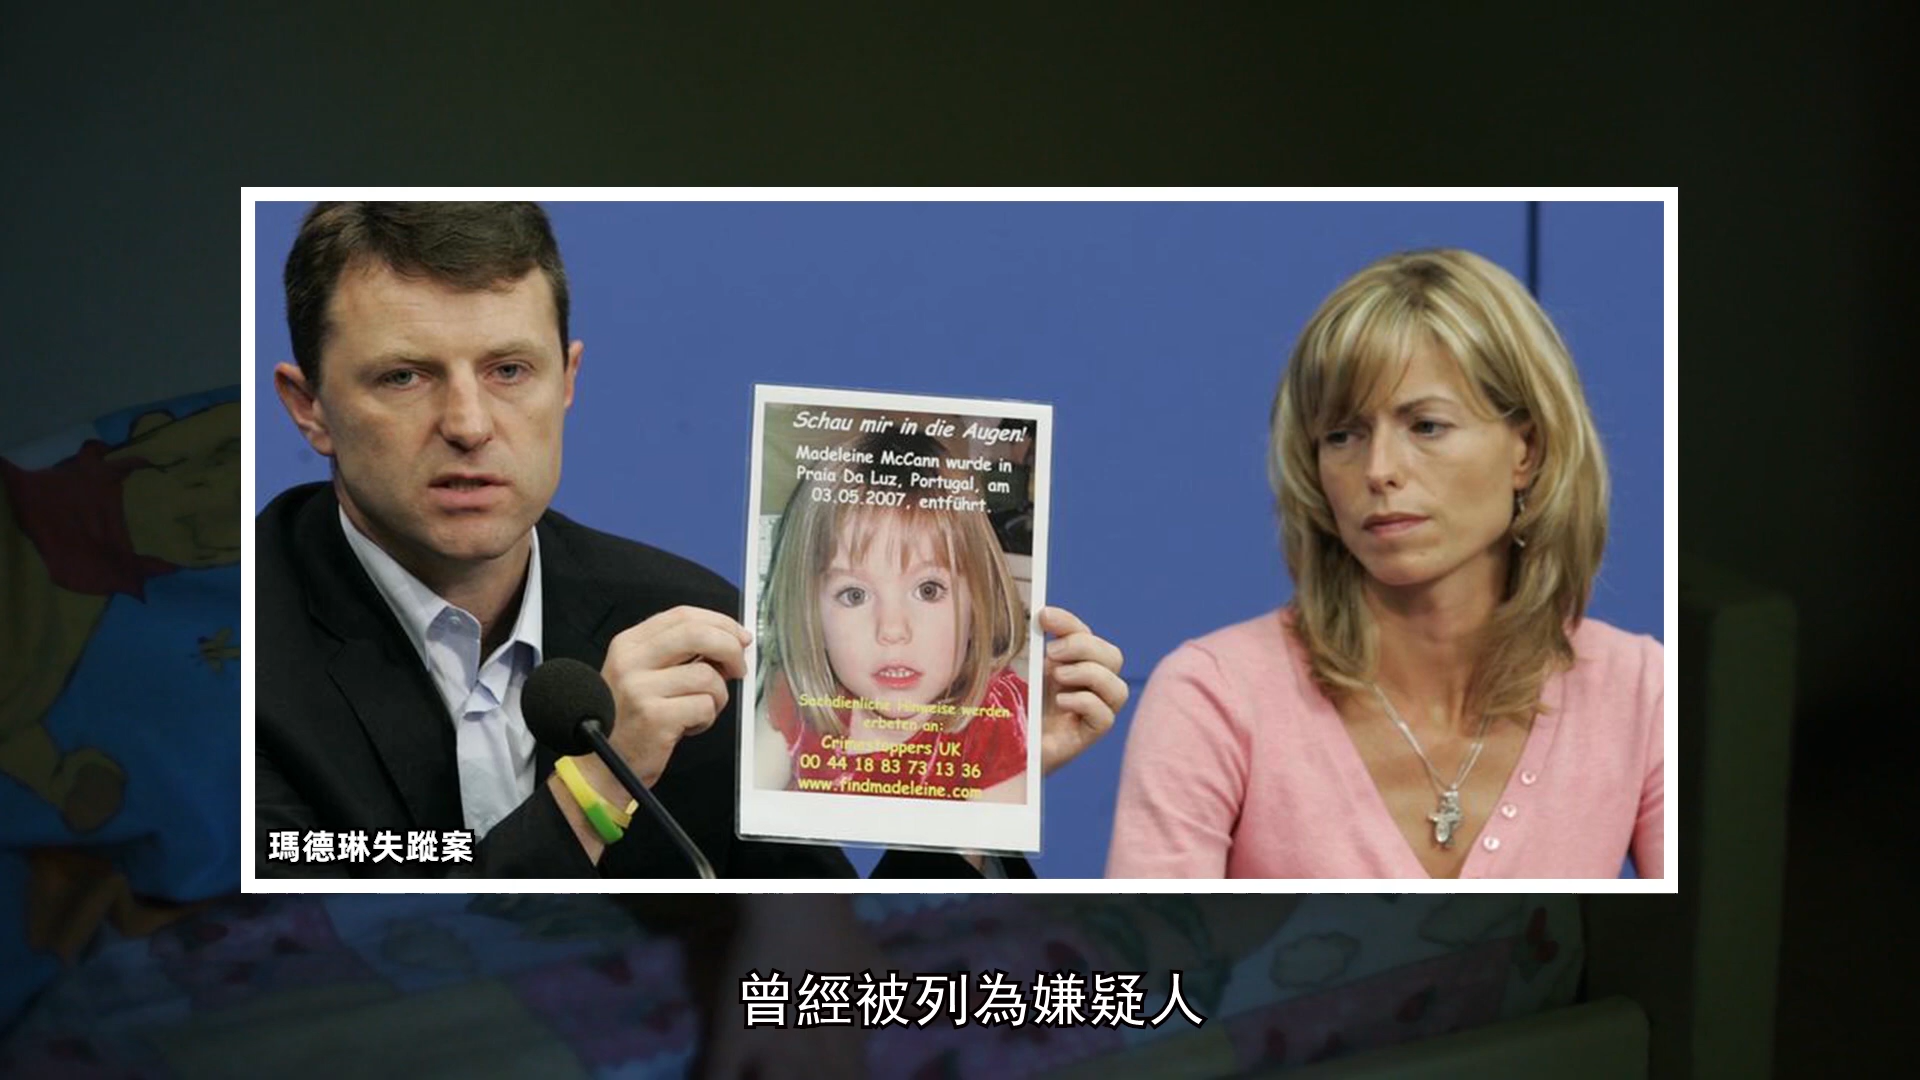 Schau mir in die Augen!
Madeleine McCann wurde in
Praia Da Luz, Portugal, am
03.05.2007, entführt.
Sachdienliche Hinweise werden
erbeten an:
Crimestoppers UK
00 44 18 83 73 13 36
www.findmadeleine.com
瑪德琳失蹤案
曾經被列為嫌疑人